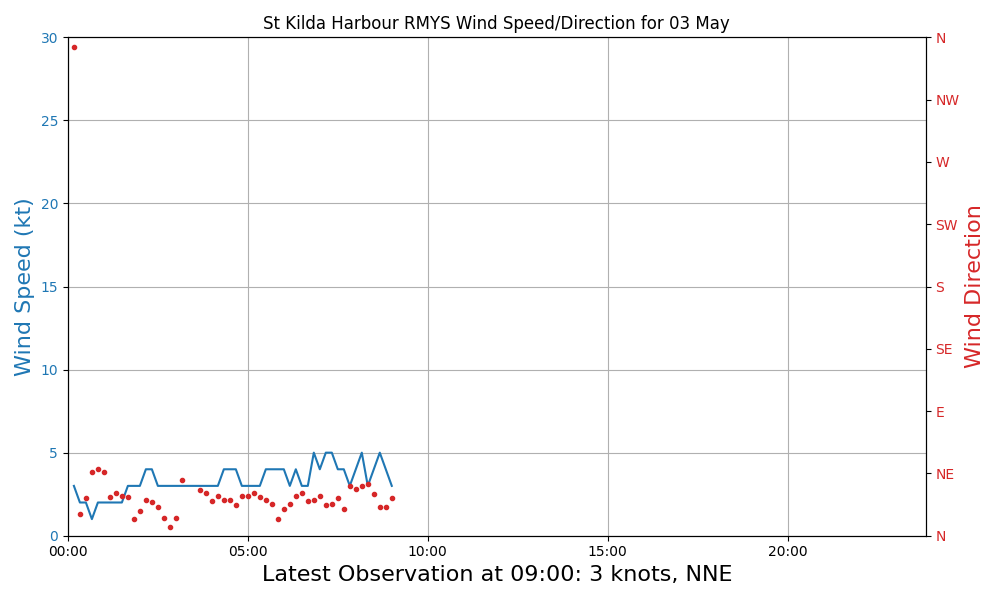 St Kilda Harbour RMYS Wind Speed/Direction for 03 May
30
25
20
15
10
5
0
Wind Speed (kt)
N
NW
W
SW
S
SE
E
NE
N
Wind Direction
00:00 05:00 10:00 15:00 20:00
Latest Observation at 09:00: 3 knots, NNE